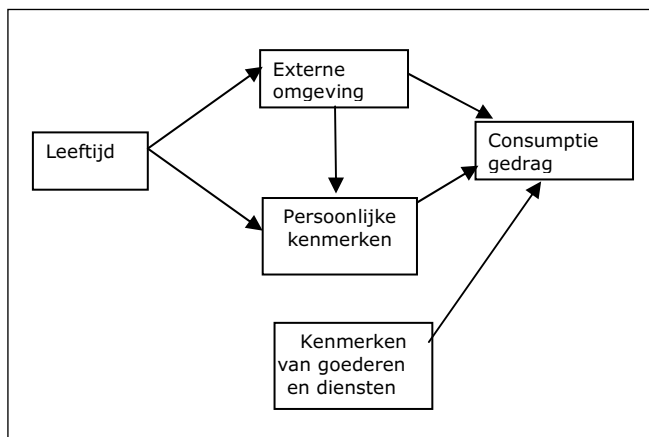 Externe
omgeving
Leeftijd
Consumptie
gedrag
Persoonlijke
kenmerken
Kenmerken
van goederen
en diensten